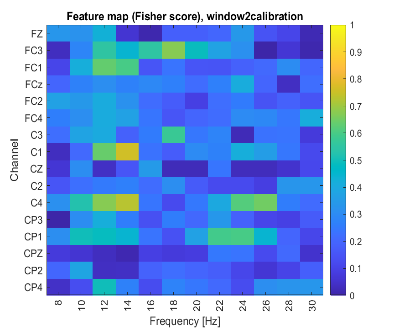 Feature map (Fisher score), window2calibration
Channel
FZ
FC3
FC1
FCz
FC2
FC4
C3
C1
CZ
C2
C4
CP3
CP1
CPZ
CP2
CP4
8 10 12 14 16 18 20 22 24 26 28 30
Frequency [Hz]
1
0.9
0.8
0.7
0.6
0.5
0.4
0.3
0.2
0.1
0